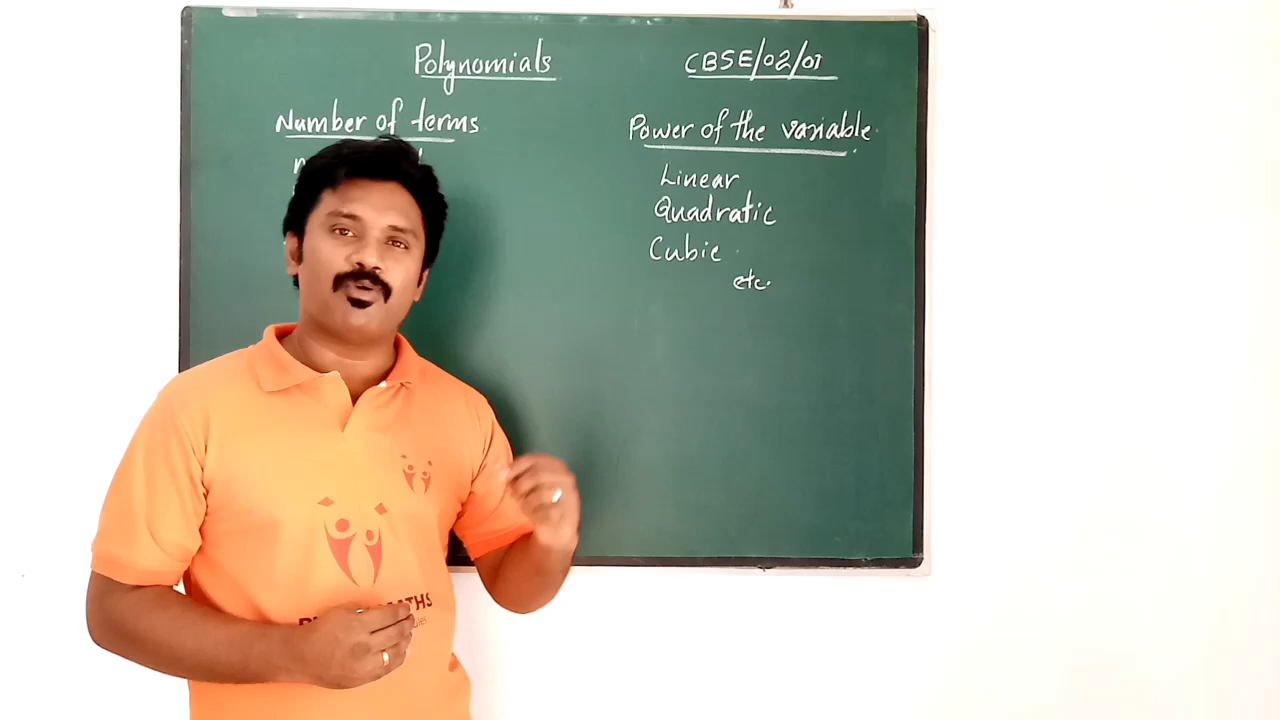 Polynomials
CBSE/02/01
Number of terms
Power of the variable
Linear
Quadratic
Cubic
etc.